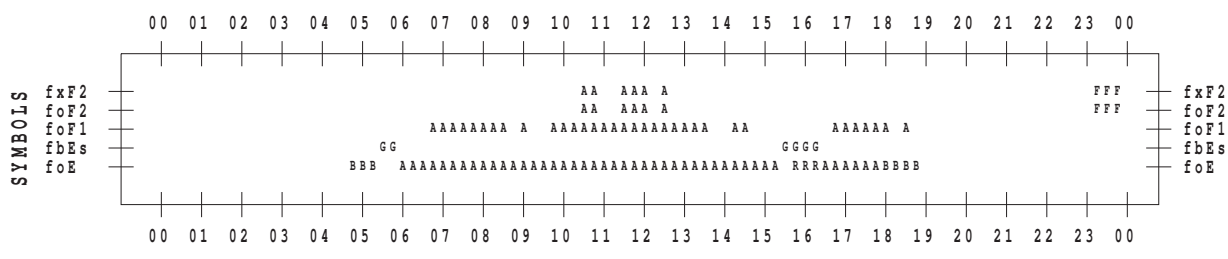 00 01 02 03 04 05 06 07 08 09 10 11 12 13 14 15 16 17 18 19 20 21 22 23 00
SYMBOLS
fxF2 AA AAA A FFF fxF2
foF2 AA AAA A FFF foF2
foF1 AAAAAAAA A AAAAAAAAAAAAAAAA AA AAAAAA A foF1
fbEs GG GGGG fbEs
foE BBB AAAAAAAAAAAAAAAAAAAAAAAAAAAAAAAAAAAAAA RRRAAAAAABBBB foE
00 01 02 03 04 05 06 07 08 09 10 11 12 13 14 15 16 17 18 19 20 21 22 23 00